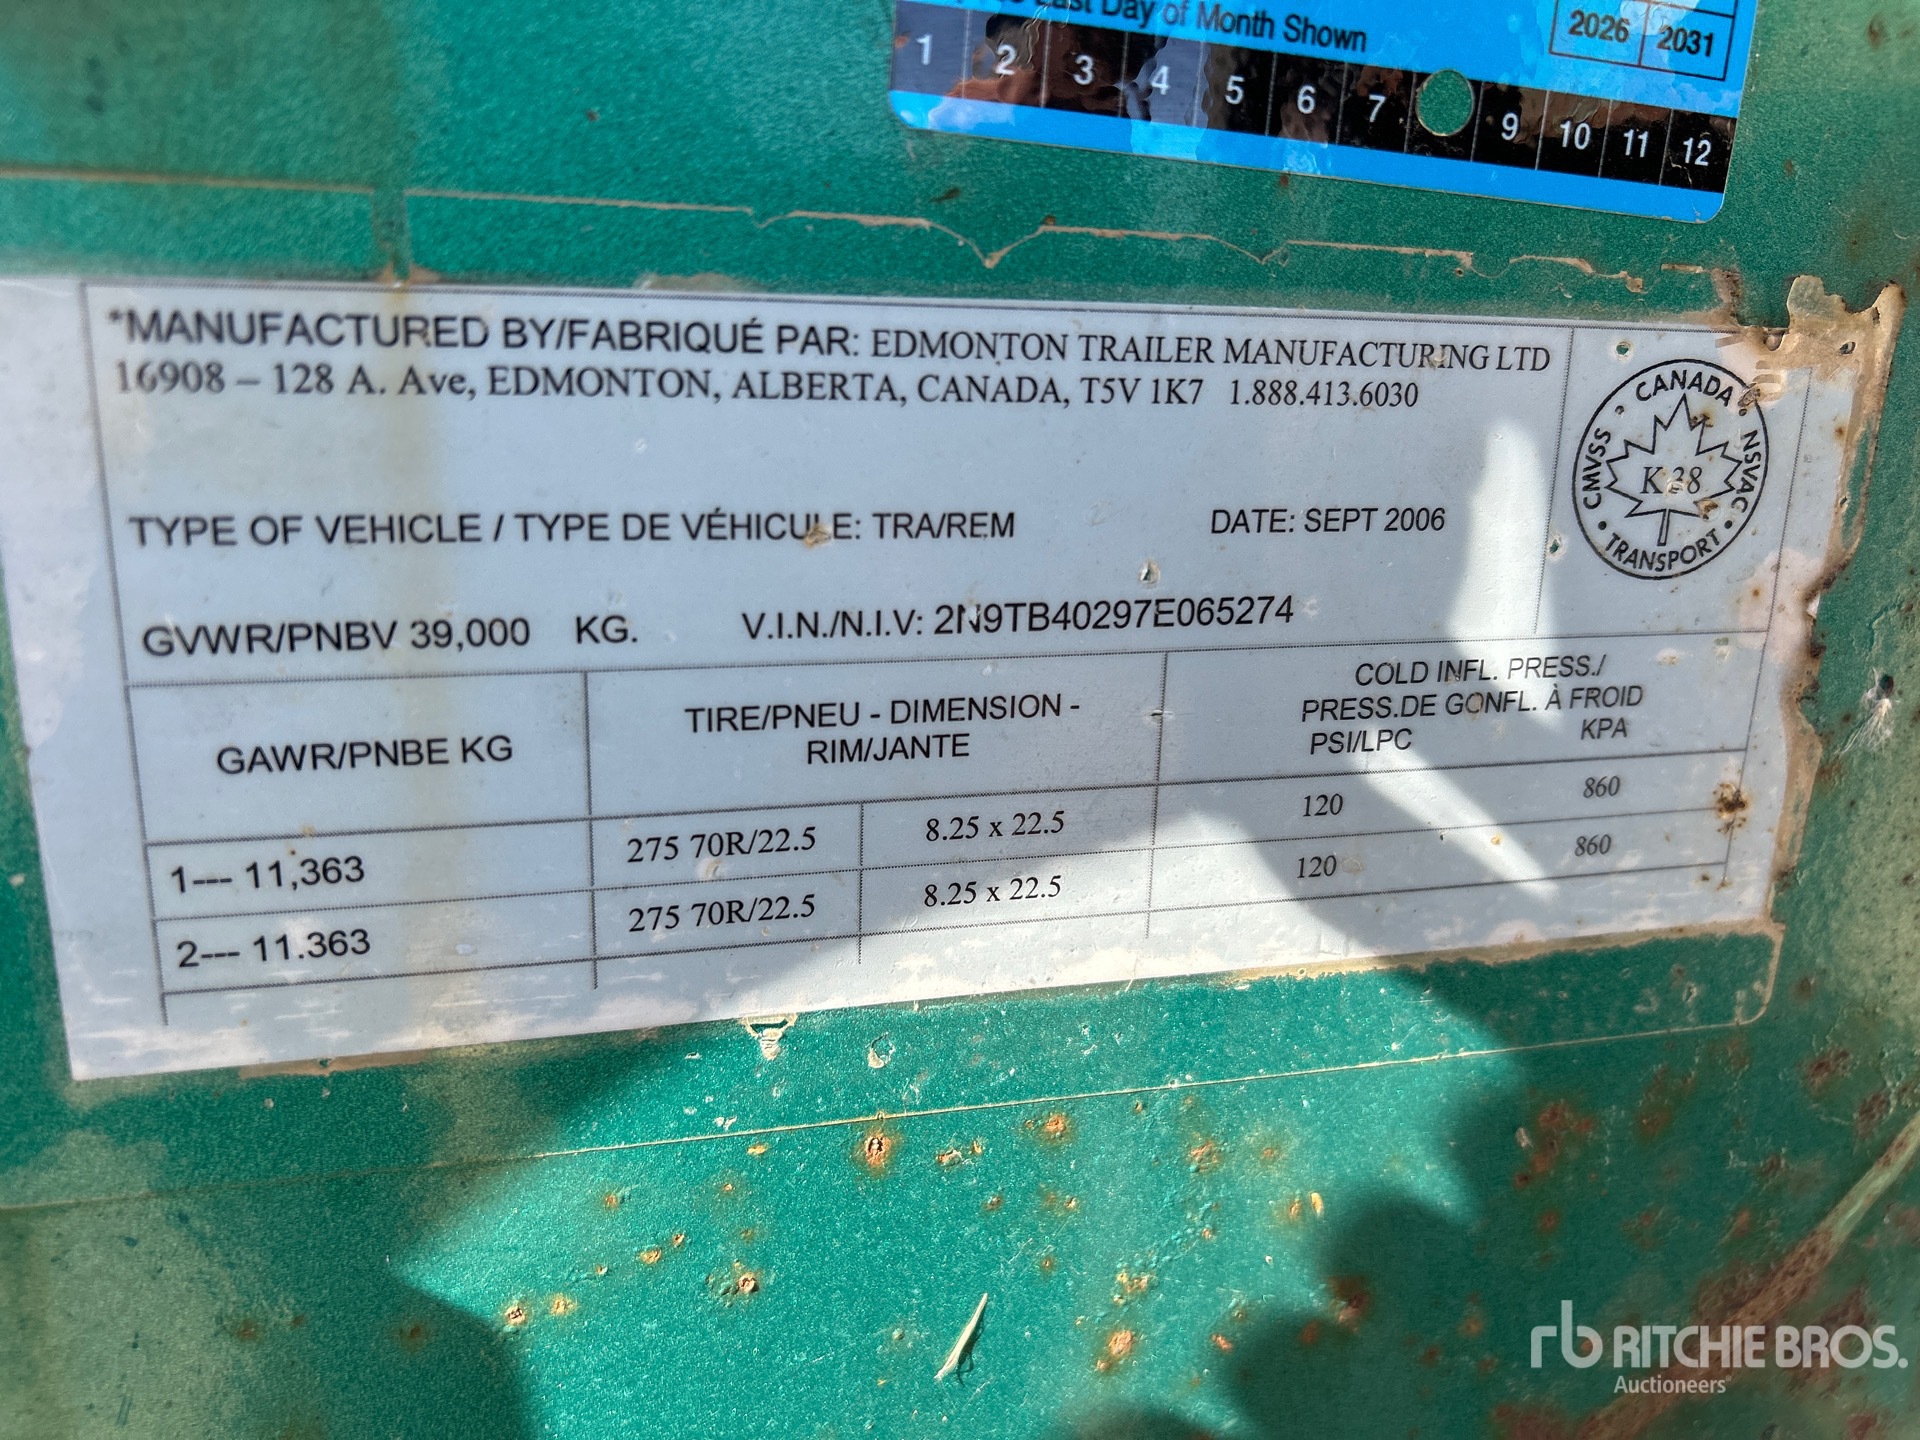 Last Day of Month Shown
2026 2031
1 2 3 4 5 6 7 9 10 11 12
*MANUFACTURED BY/FABRIQUÉ PAR: EDMONTON TRAILER MANUFACTURING LTD
16908 – 128 A. Ave, EDMONTON, ALBERTA, CANADA, T5V 1K7 1.888.413.6030
CANADA • NSVAC • TRANSPORT • CMVSS •
K 38
TYPE OF VEHICLE / TYPE DE VÉHICULE: TRA/REM DATE: SEPT 2006
GVWR/PNBV 39,000 KG. V.I.N./N.I.V: 2N9TB40297E065274
GAWR/PNBE KG
TIRE/PNEU - DIMENSION -
RIM/JANTE
COLD INFL. PRESS./
PRESS.DE GONFL. À FROID
PSI/LPC KPA
1--- 11,363 275 70R/22.5 8.25 x 22.5 120 860
2--- 11.363 275 70R/22.5 8.25 x 22.5 120 860
rb RITCHIE BROS.
Auctioneers